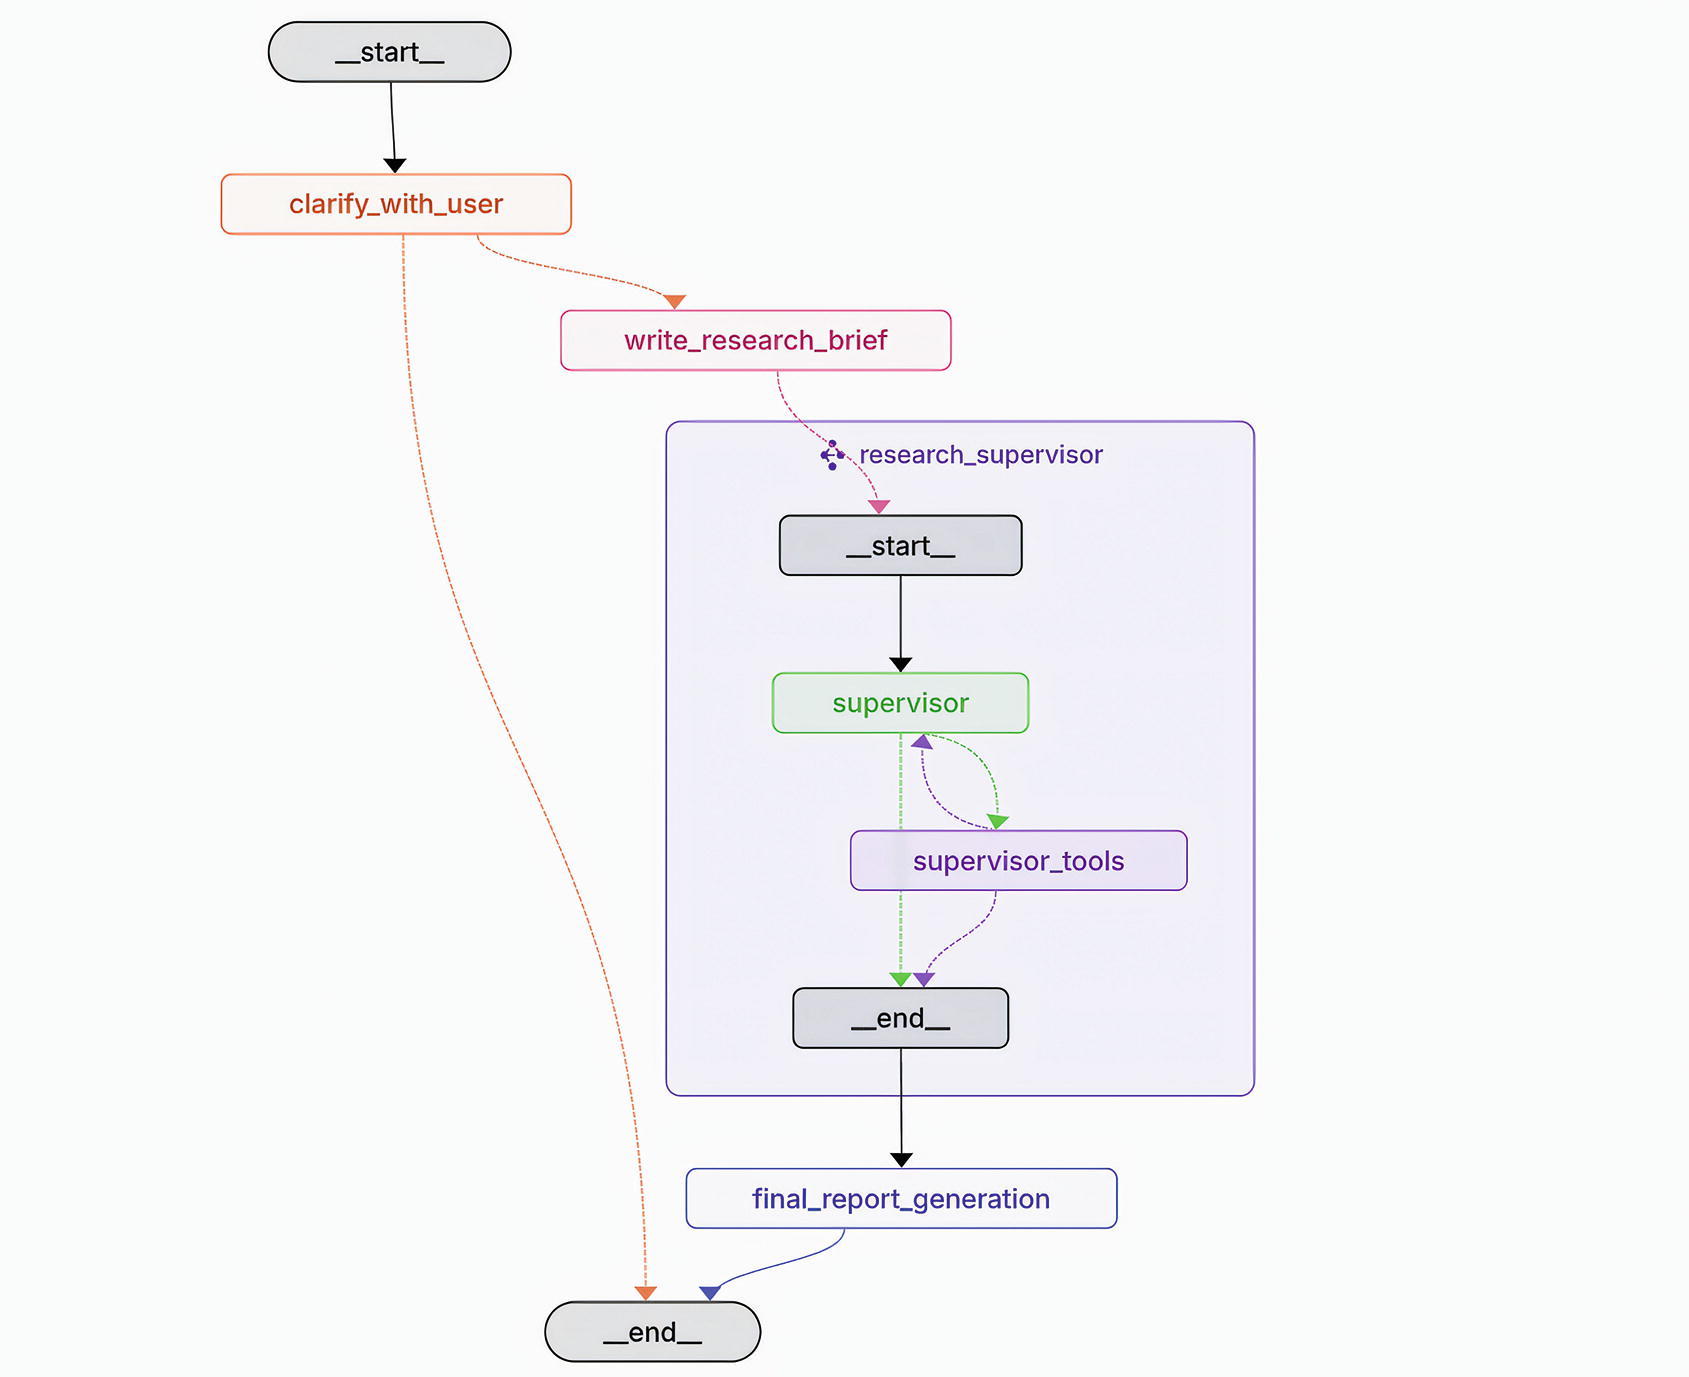 __start__
clarify_with_user
write_research_brief
research_supervisor
__start__
supervisor
supervisor_tools
__end__
final_report_generation
__end__